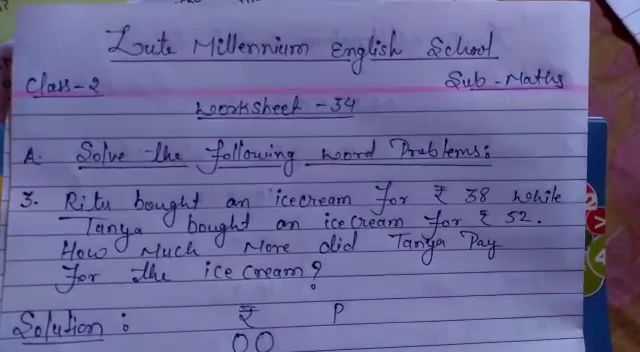 Lute Millennium English School
Class-2
Sub-Maths
Worksheet-34
A. Solve the following word Problems:
3. Ritu bought an icecream for ₹ 38 while
Tanya bought an ice cream for ₹ 52.
How Much More did Tanya Pay
for the ice cream?
Solution: ₹ P
00